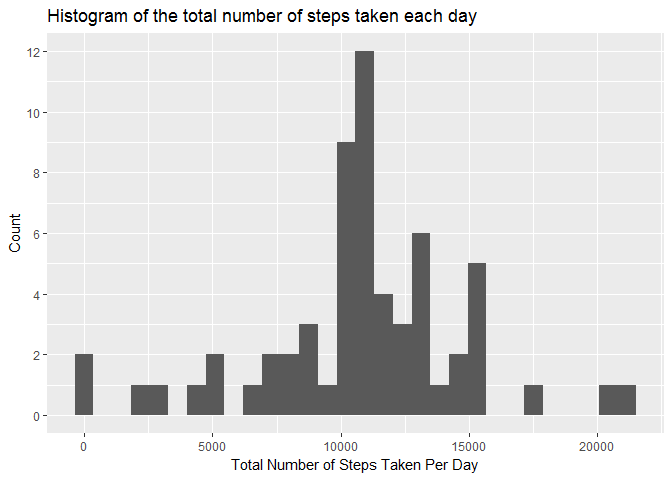 Histogram of the total number of steps taken each day
12
10
8
6
4
2
0
Count
0 5000 10000 15000 20000
Total Number of Steps Taken Per Day